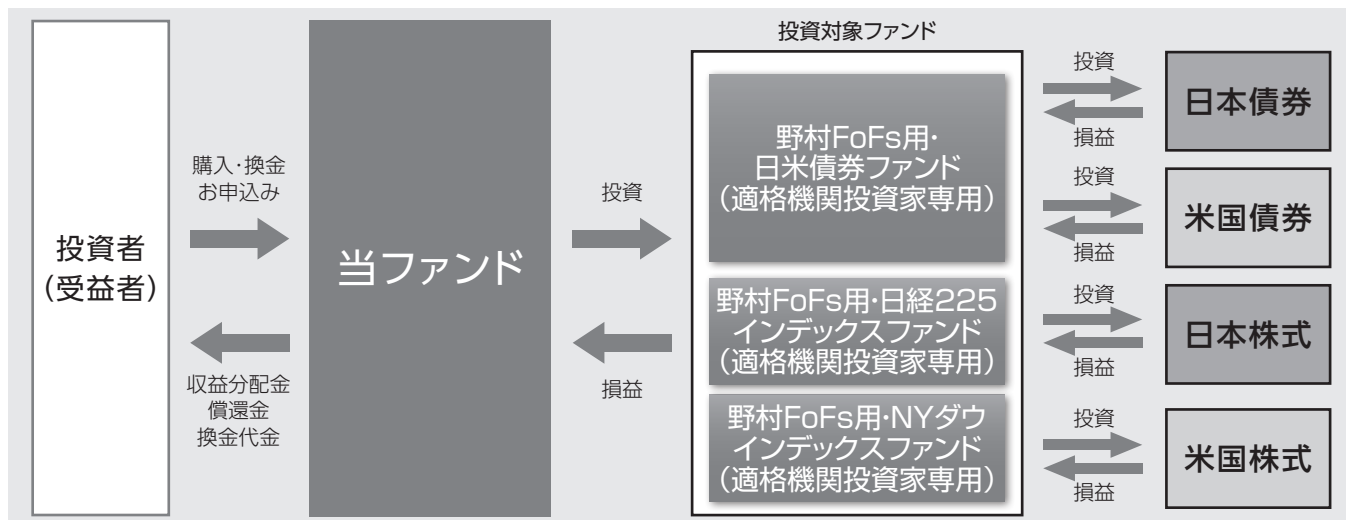 投資者
（受益者）
購入・換金
お申込み
収益分配金
償還金
換金代金
当ファンド
投資
損益
投資対象ファンド
野村FoFs用・
日米債券ファンド
（適格機関投資家専用）
野村FoFs用・日経225
インデックスファンド
（適格機関投資家専用）
野村FoFs用・NYダウ
インデックスファンド
（適格機関投資家専用）
投資
損益
日本債券
投資
損益
米国債券
投資
損益
日本株式
投資
損益
米国株式